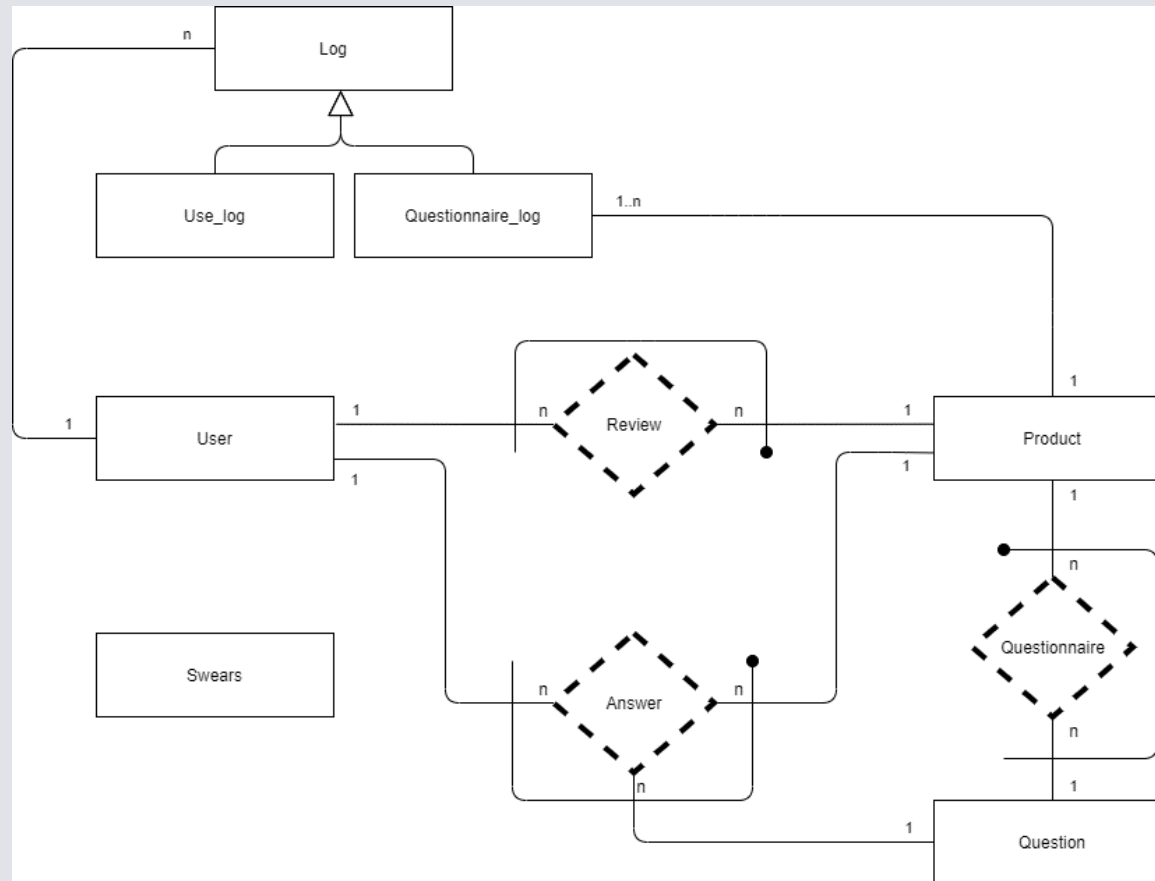 n
Log
Use_log
Questionnaire_log
1..n
1
1
n
n
1
1
User
Review
Product
1
1
1
n
Swears
n
Answer
n
Questionnaire
n
n
1
1
Question